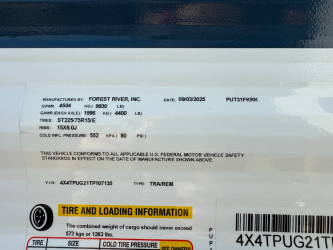 MANUFACTURED BY: FOREST RIVER, INC. DATE: 09/03/2025 PUT31FKRK
GVWR: 4504 KG ( 9930 LB)
GAWR (EACH AXLE) 1996 KG ( 4400 LB)
TIRES: ST225/75R15/E
RIMS: 15X6.0J
COLD INFL. PRESSURE: 552 KPA ( 80 PSI)
THIS VEHICLE CONFORMS TO ALL APPLICABLE U.S. FEDERAL MOTOR VEHICLE SAFETY
STANDARDS IN EFFECT ON THE DATE OF MANUFACTURE SHOWN ABOVE.
V.I.N. 4X4TPUG21TP107135 TYPE: TRA/REM
TIRE AND LOADING INFORMATION
The combined weight of cargo should never exceed
573 kgs or 1263 lbs.
4X4TPUG21T
TIRE SIZE COLD TIRE PRESSURE SEE OWNER'S